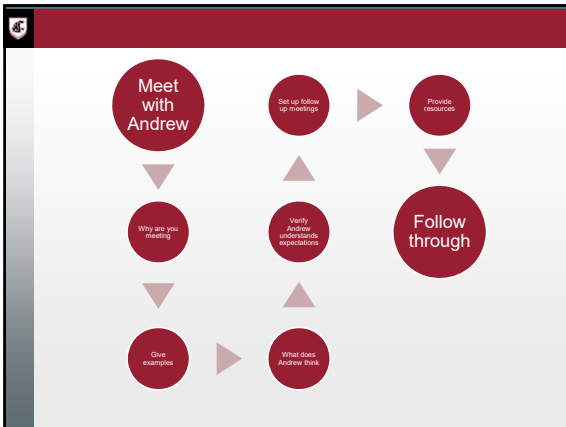 Meet
with
Andrew
Why are you
meeting
Give
examples
What does
Andrew think
Verify
Andrew
understands
expectations
Set up follow
up meetings
Provide
resources
Follow
through